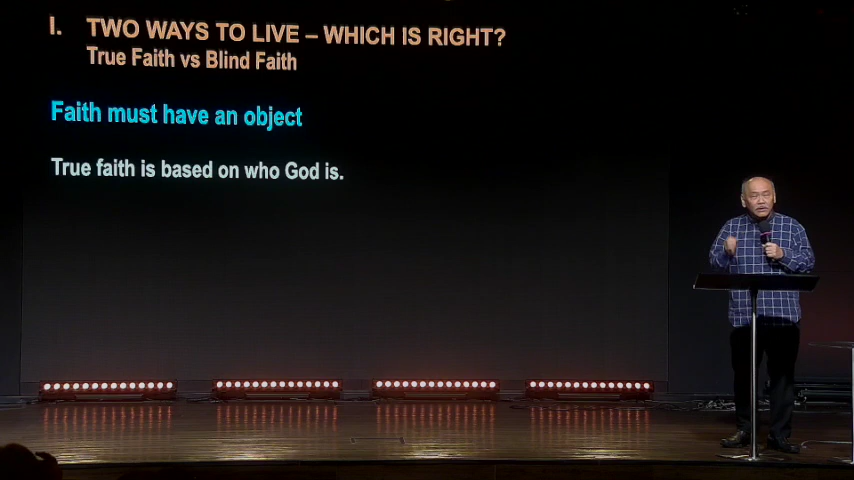 I. TWO WAYS TO LIVE – WHICH IS RIGHT?
True Faith vs Blind Faith
Faith must have an object
True faith is based on who God is.